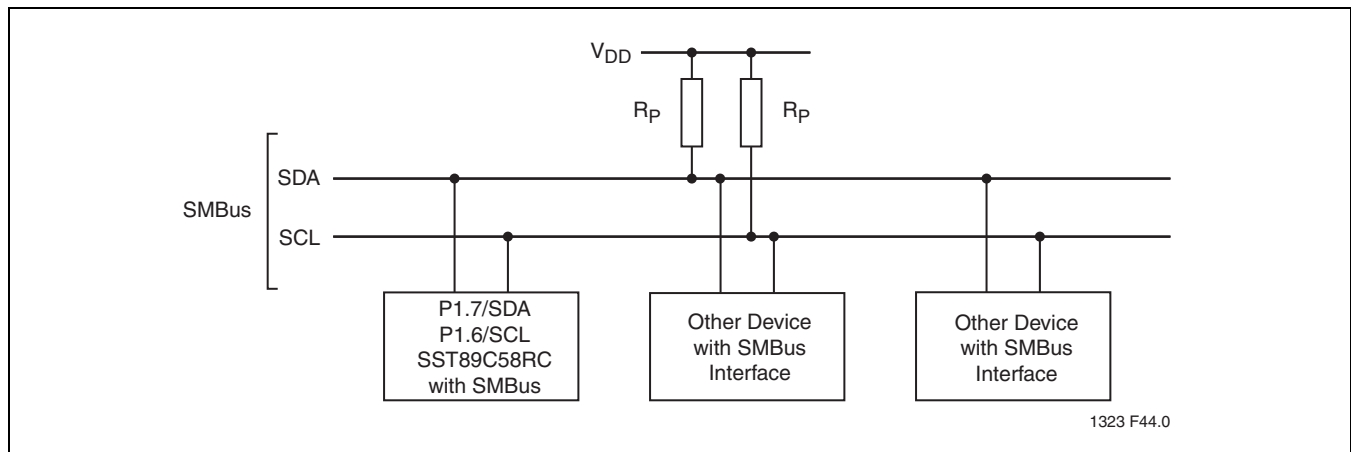 VDD
RP
RP
SMBus
SDA
SCL
P1.7/SDA
P1.6/SCL
SST89C58RC
with SMBus
Other Device
with SMBus
Interface
Other Device
with SMBus
Interface
1323 F44.0